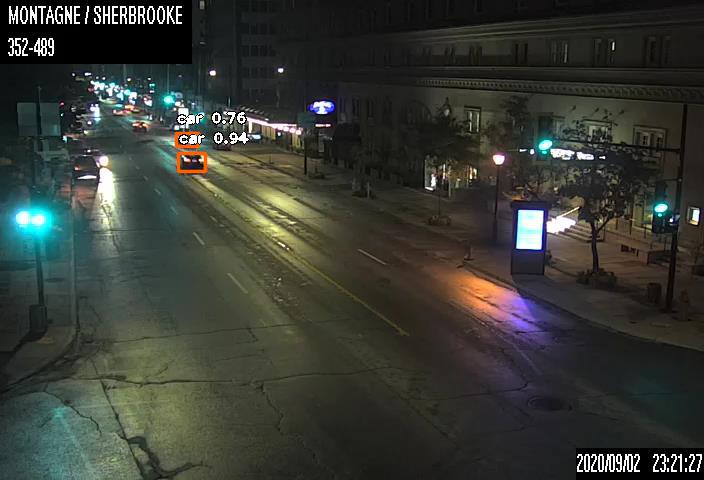 MONTAGNE / SHERBROOKE
352-489
car 0.76
car 0.94
2020/09/02 23:21:27